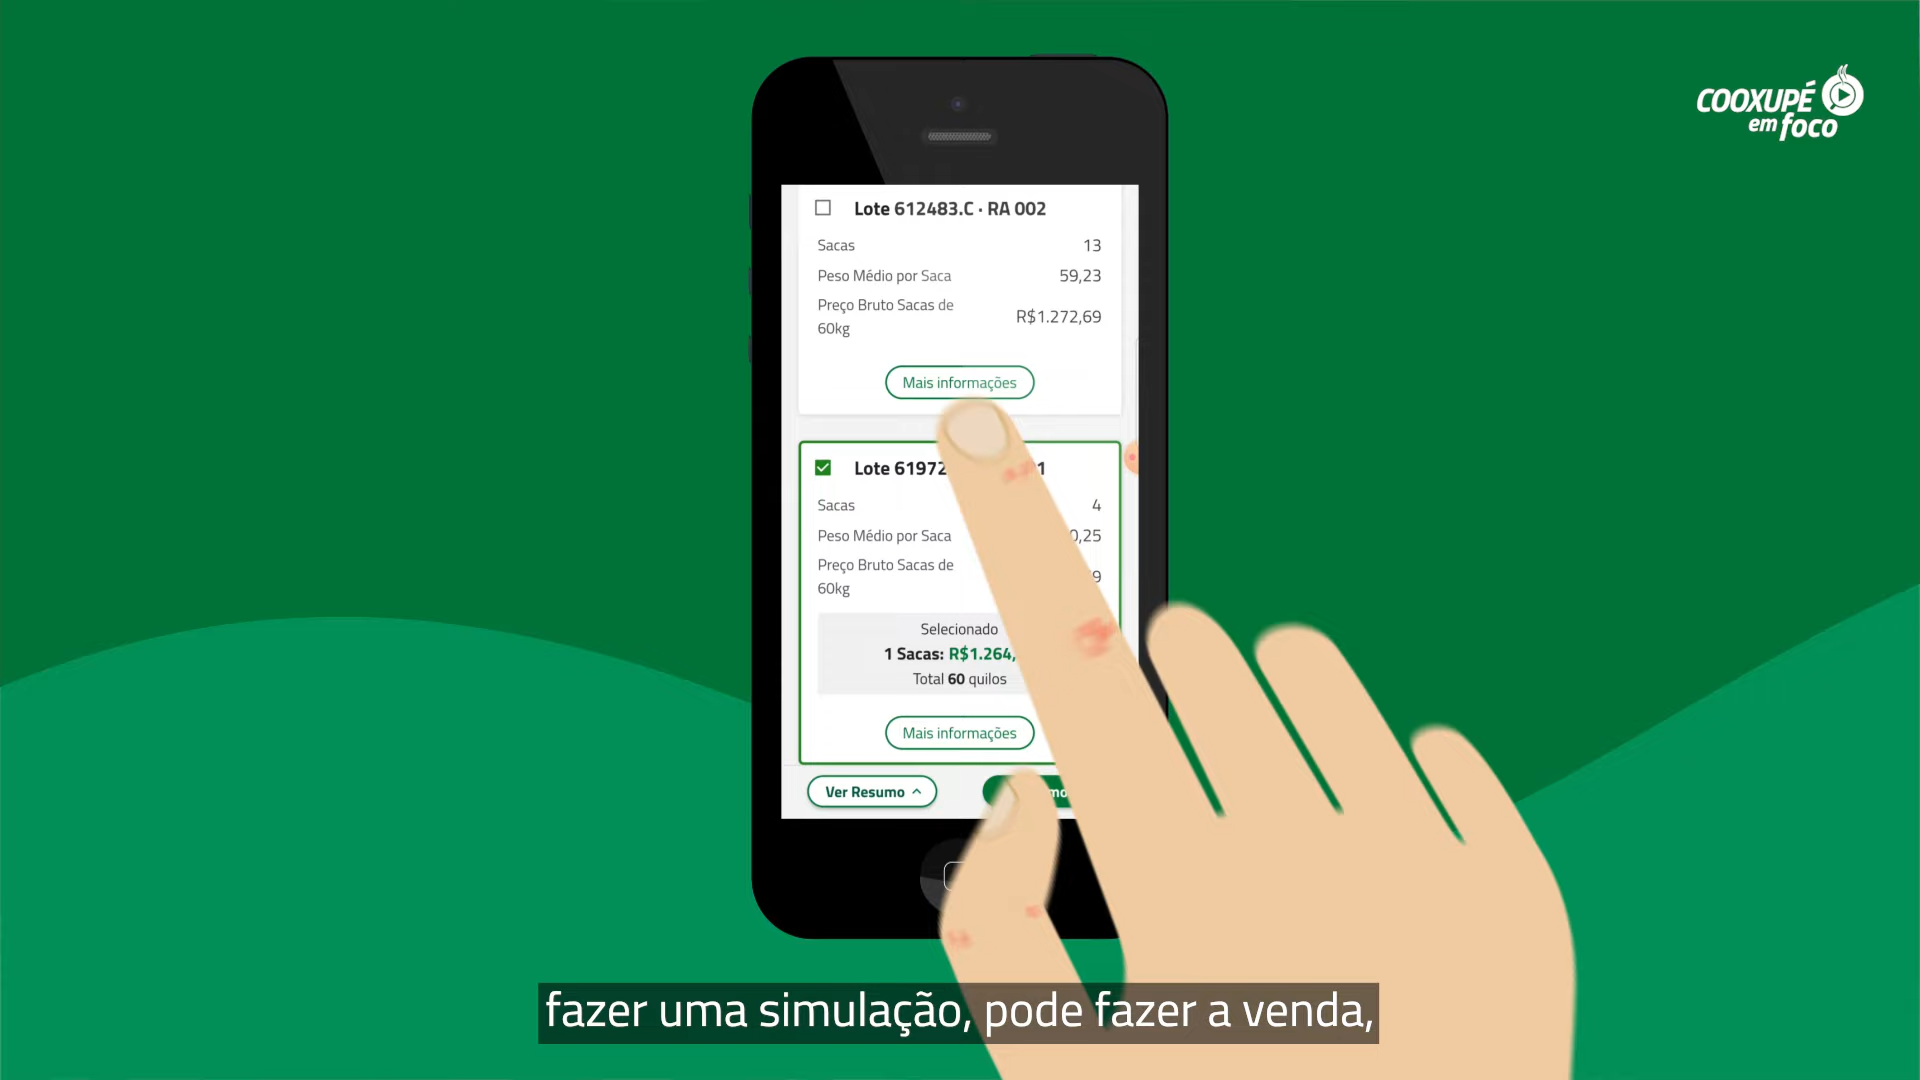 COOXUPÉ
em foco
Lote 612483.C · RA 002
Sacas 13
Peso Médio por Saca 59,23
Preço Bruto Sacas de
60kg
R$1.272,69
Mais informações
Lote 61972
Sacas 4
Peso Médio por Saca
Preço Bruto Sacas de
60kg
Selecionado
1 Sacas: R$1.264,
Total 60 quilos
Mais informações
Ver Resumo
fazer uma simulação, pode fazer a venda,